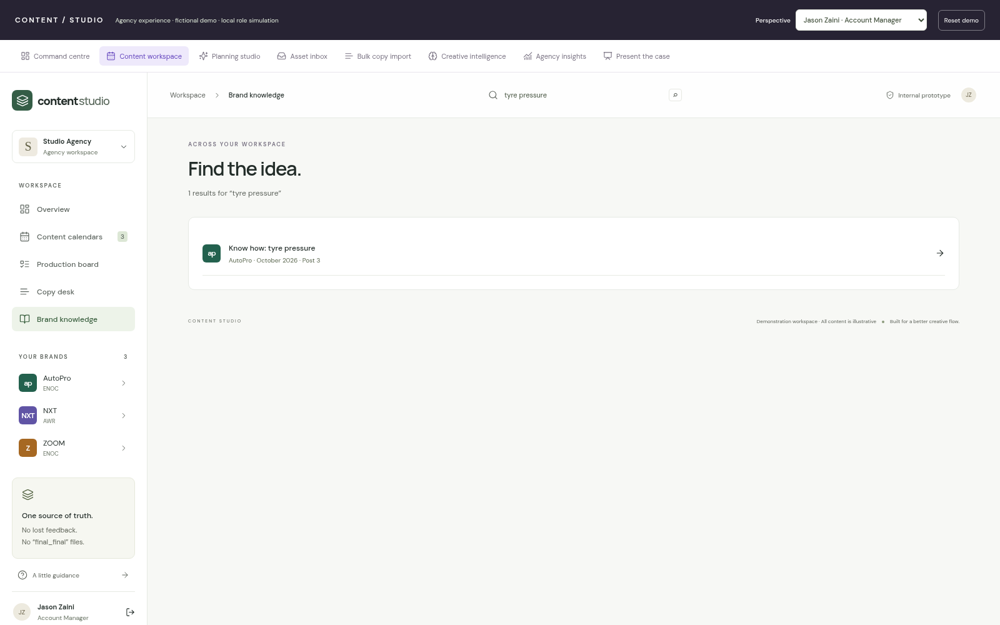 CONTENT / STUDIO
Agency experience · fictional demo · local role simulation
Perspective
Jason Zaini · Account Manager
Reset demo
Command centre
Content workspace
Planning studio
Asset inbox
Bulk copy import
Creative intelligence
Agency insights
Present the case
contentstudio
Workspace
Brand knowledge
tyre pressure
Internal prototype
JZ
S
Studio Agency
Agency workspace
WORKSPACE
Overview
Content calendars
3
Production board
Copy desk
Brand knowledge
YOUR BRANDS
3
ap
AutoPro
ENOC
NXT
NXT
AWR
Z
ZOOM
ENOC
One source of truth.
No lost feedback.
No “final_final” files.
A little guidance
JZ
Jason Zaini
Account Manager
ACROSS YOUR WORKSPACE
Find the idea.
1 results for “tyre pressure”
ap
Know how: tyre pressure
AutoPro · October 2026 · Post 3
CONTENT STUDIO
Demonstration workspace · All content is illustrative
Built for a better creative flow.